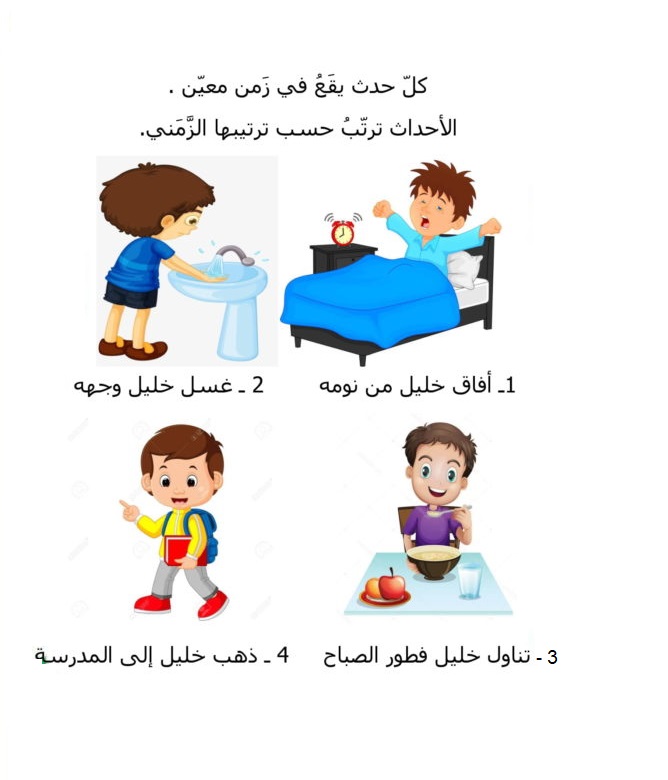 كلّ حدث يقَعُ في زَمن معيّن .
الأحداث ترتّبُ حسب ترتيبها الزَّمَني.
1ـ أفاق خليل من نومه
2 ـ غسل خليل وجهه
3 - تناول خليل فطور الصباح
4 ـ ذهب خليل إلى المدرسة